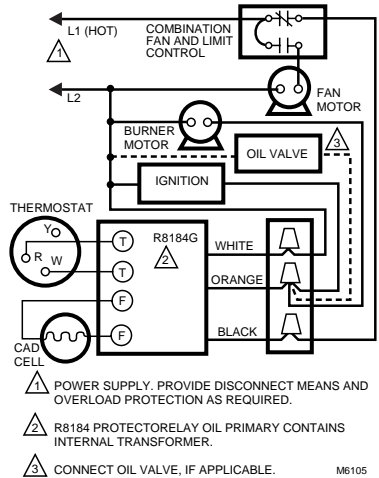 L1 (HOT)
COMBINATION
FAN AND LIMIT
CONTROL
1
L2
FAN
MOTOR
BURNER
MOTOR
3
OIL VALVE
IGNITION
THERMOSTAT
Y
R
W
T
R8184G
2
WHITE
T
ORANGE
F
F
BLACK
CAD
CELL
1 POWER SUPPLY. PROVIDE DISCONNECT MEANS AND
OVERLOAD PROTECTION AS REQUIRED.
2 R8184 PROTECTORELAY OIL PRIMARY CONTAINS
INTERNAL TRANSFORMER.
3 CONNECT OIL VALVE, IF APPLICABLE.
M6105